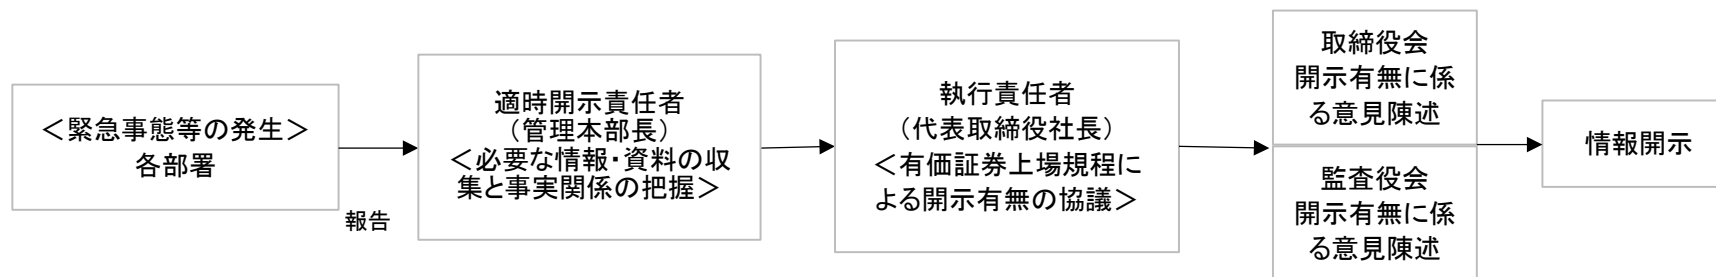 ＜緊急事態等の発生＞
各部署
報告
適時開示責任者
（管理本部長）
＜必要な情報・資料の収
集と事実関係の把握＞
執行責任者
（代表取締役社長）
＜有価証券上場規程に
よる開示有無の協議＞
取締役会
開示有無に係
る意見陳述
監査役会
開示有無に係
る意見陳述
情報開示